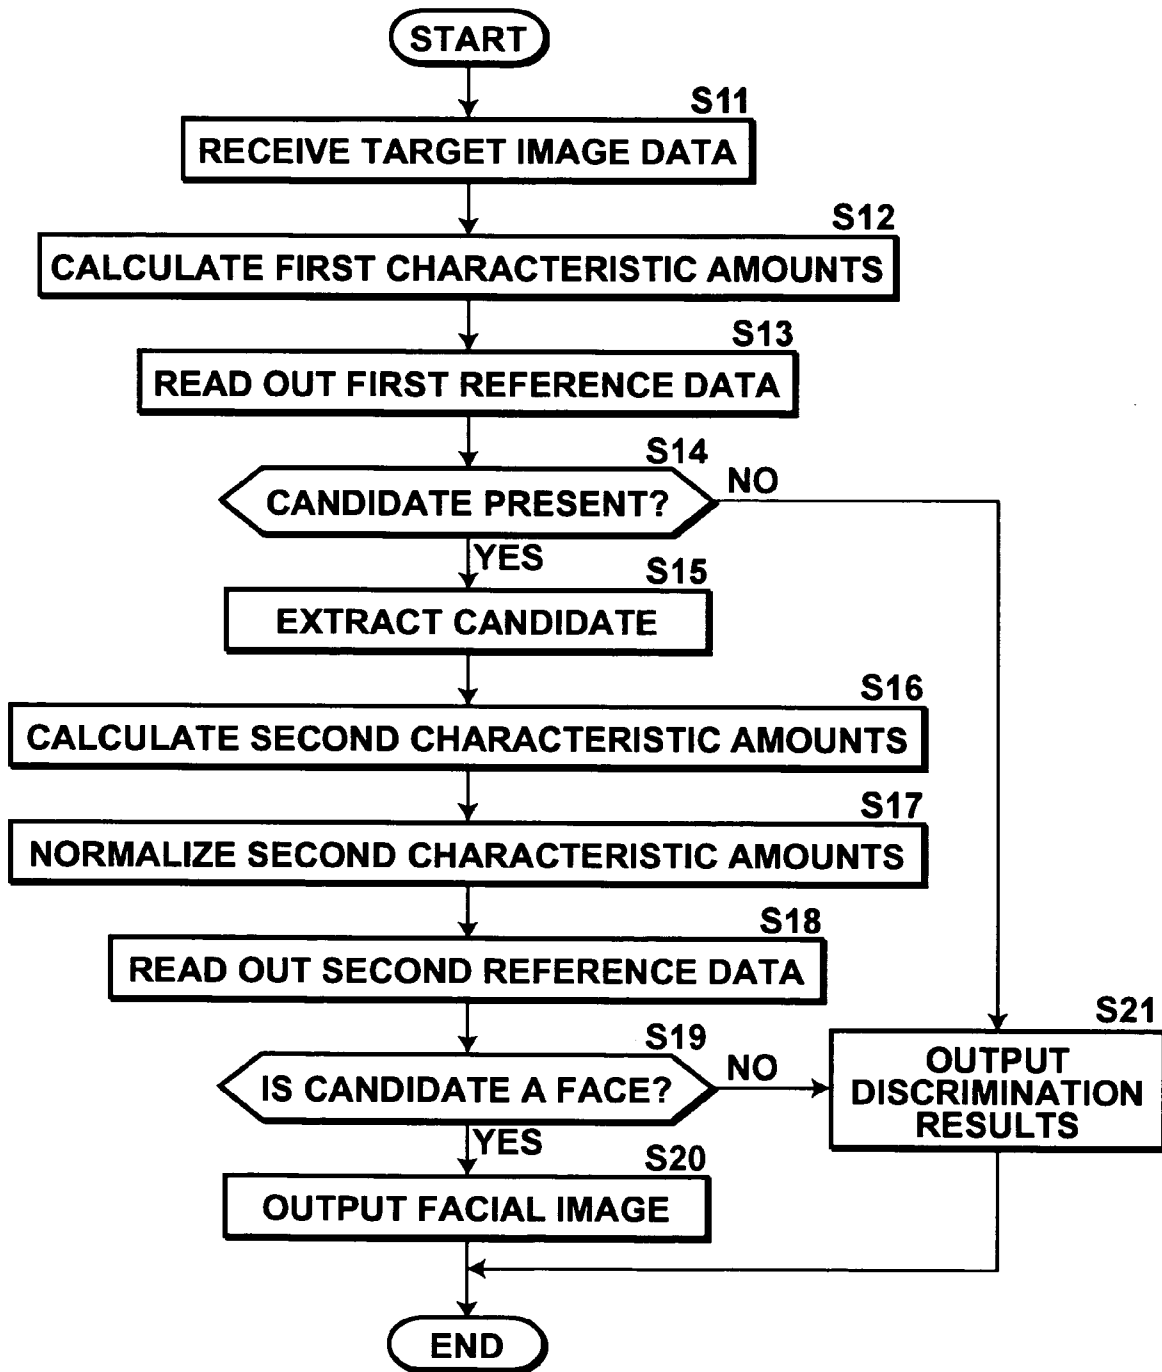 START
S11
RECEIVE TARGET IMAGE DATA
S12
CALCULATE FIRST CHARACTERISTIC AMOUNTS
S13
READ OUT FIRST REFERENCE DATA
S14
CANDIDATE PRESENT?
NO
YES
S15
EXTRACT CANDIDATE
S16
CALCULATE SECOND CHARACTERISTIC AMOUNTS
S17
NORMALIZE SECOND CHARACTERISTIC AMOUNTS
S18
READ OUT SECOND REFERENCE DATA
S19
IS CANDIDATE A FACE?
NO
YES
S21
OUTPUT
DISCRIMINATION
RESULTS
S20
OUTPUT FACIAL IMAGE
END